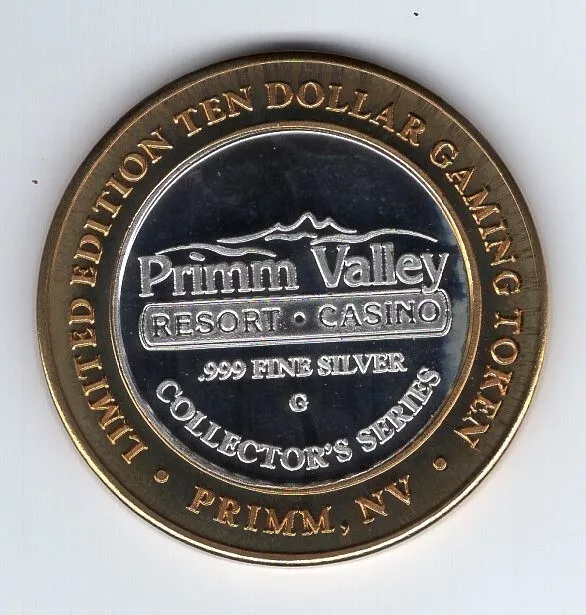 LIMITED EDITION TEN DOLLAR GAMING TOKEN
Primm Valley
RESORT • CASINO
.999 FINE SILVER
G
COLLECTOR'S SERIES
• PRIMM, NV •